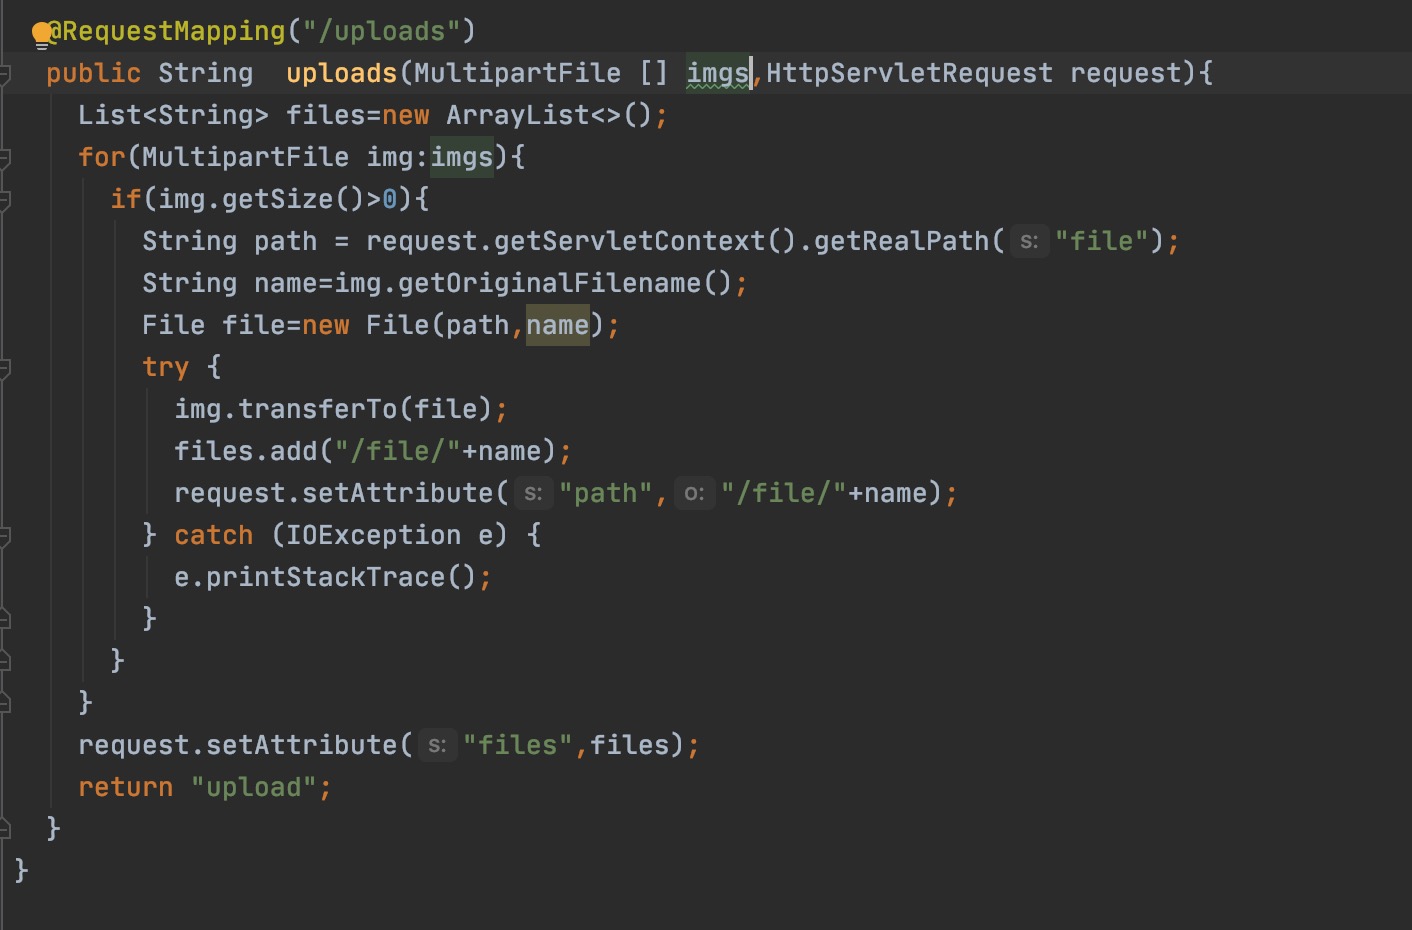 @RequestMapping("/uploads")
public String  uploads(MultipartFile [] imgs,HttpServletRequest request){
List<String> files=new ArrayList<>();
for(MultipartFile img:imgs){
if(img.getSize()>0){
String path = request.getServletContext().getRealPath( s: "file");
String name=img.getOriginalFilename();
File file=new File(path,name);
try {
img.transferTo(file);
files.add("/file/"+name);
request.setAttribute( s: "path", o: "/file/"+name);
} catch (IOException e) {
e.printStackTrace();
}
}
}
request.setAttribute( s: "files",files);
return "upload";
}
}